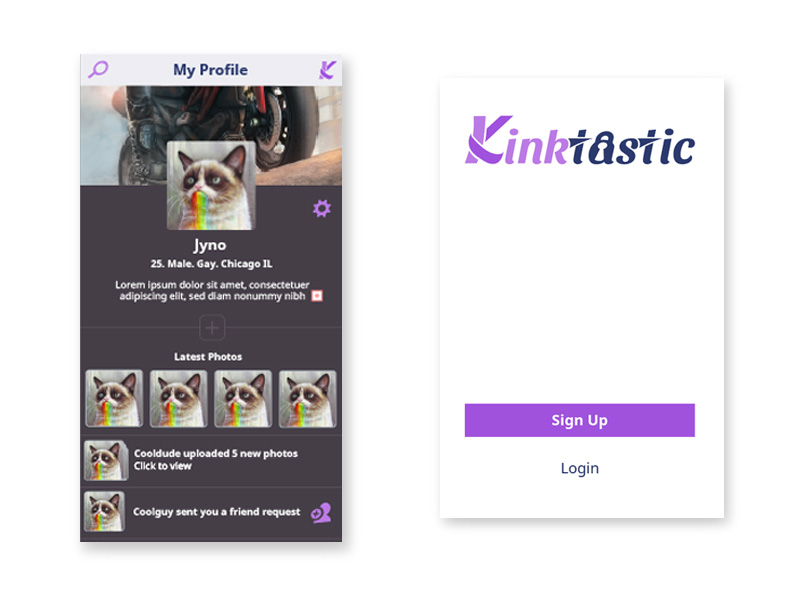 My Profile
Jyno
25. Male. Gay. Chicago IL
Lorem ipsum dolor sit amet, consectetuer
adipiscing elit, sed diam nonummy nibh
Latest Photos
Cooldude uploaded 5 new photos
Click to view
Coolguy sent you a friend request
Kinktastic
Sign Up
Login